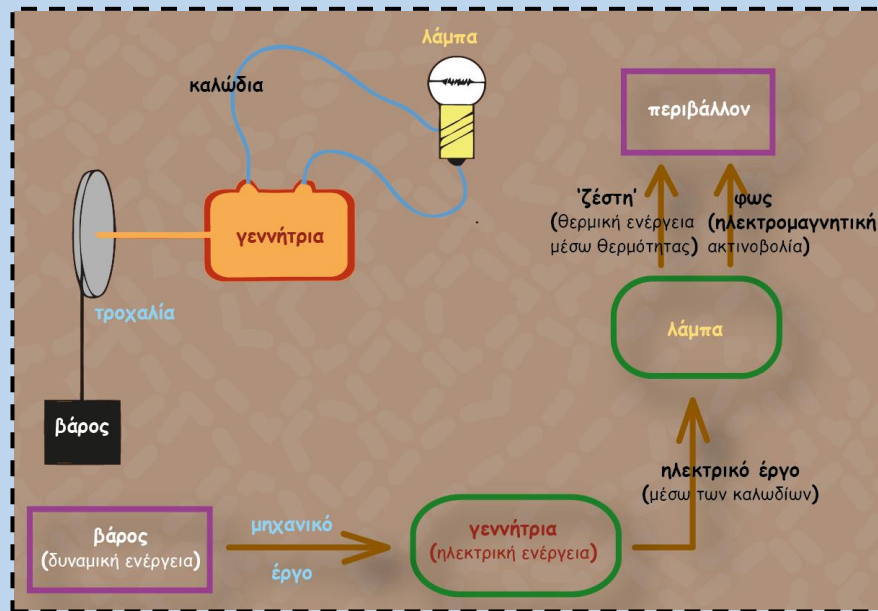 λάμπα
καλώδια
γεννήτρια
τροχαλία
βάρος
περιβάλλον
'ζέστη'
(θερμική ενέργεια
μέσω θερμότητας)
φως
(ηλεκτρομαγνητική
ακτινοβολία)
λάμπα
ηλεκτρικό έργο
(μέσω των καλωδίων)
βάρος
(δυναμική ενέργεια)
μηχανικό
έργο
γεννήτρια
(ηλεκτρική ενέργεια)